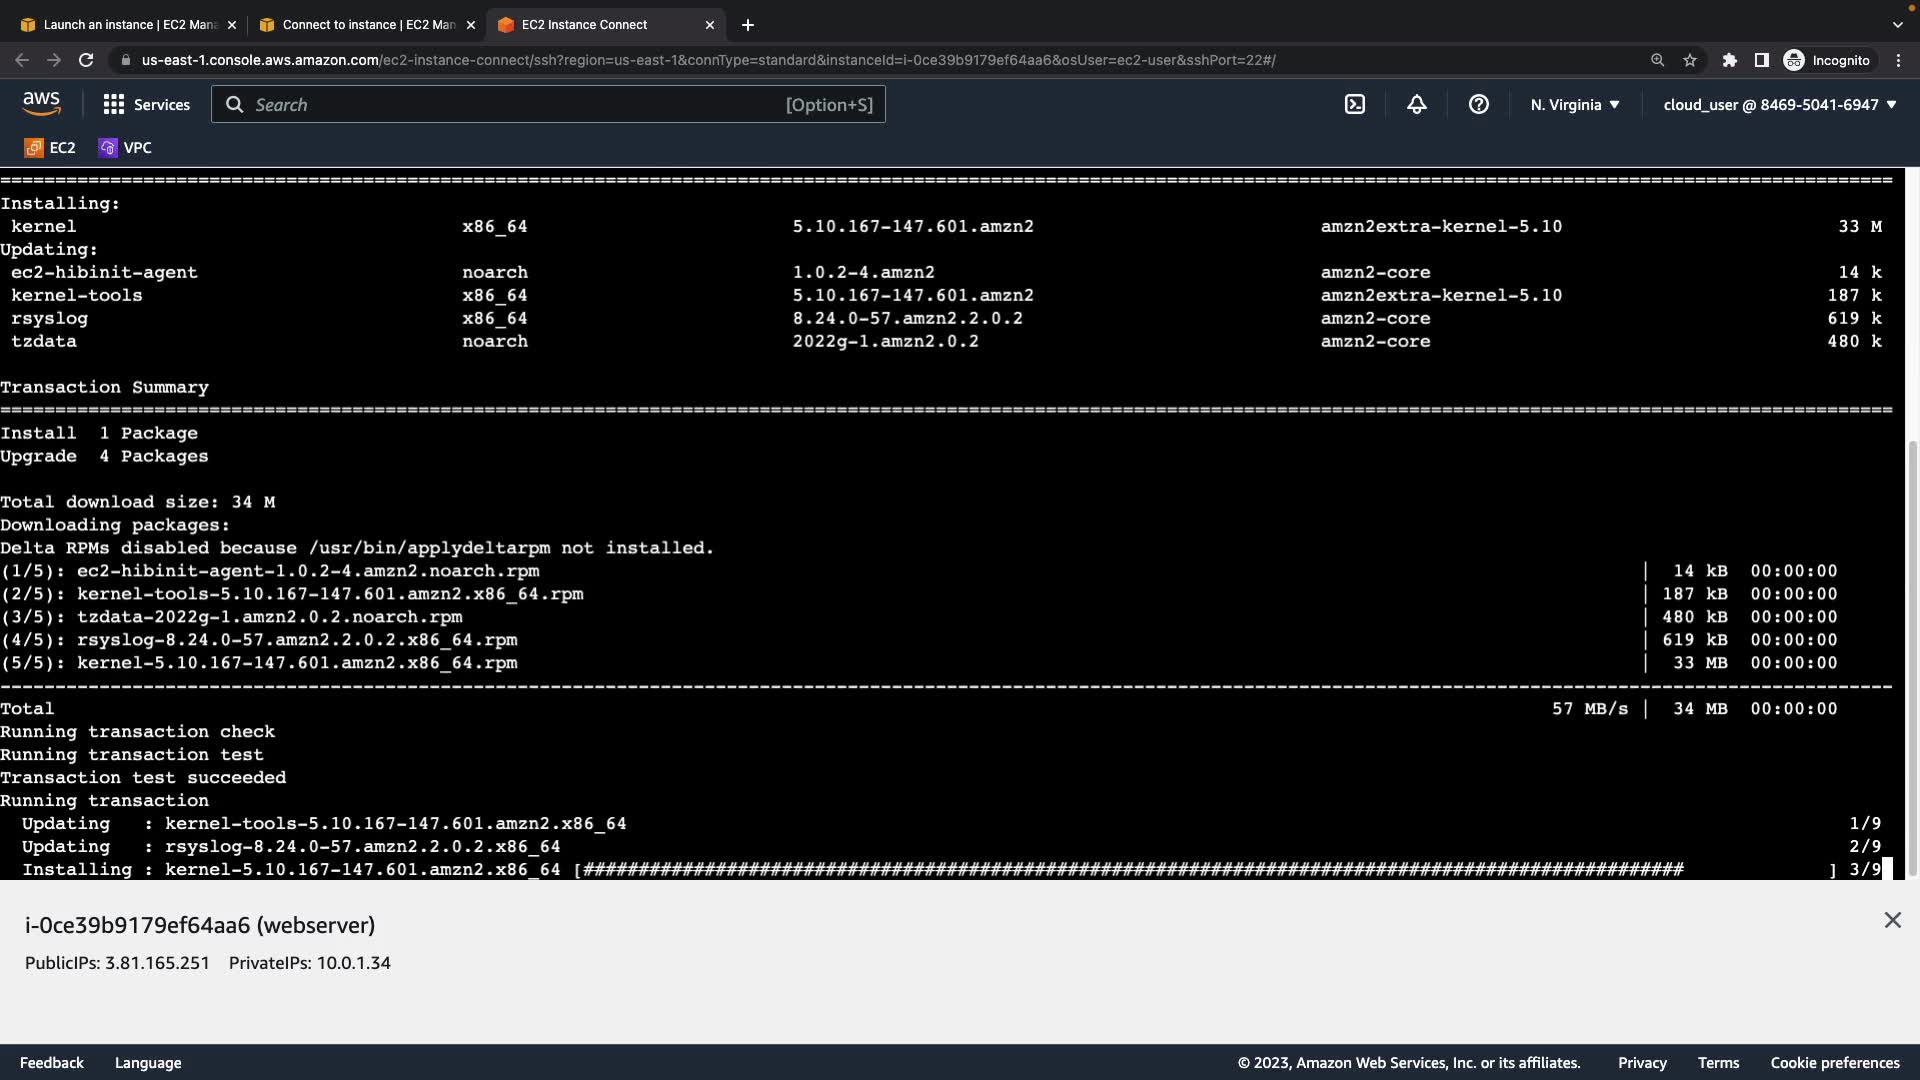 Launch an instance | EC2 Mana
Connect to instance | EC2 Man
EC2 Instance Connect
us-east-1.console.aws.amazon.com/ec2-instance-connect/ssh?region=us-east-1&connType=standard&instanceId=i-0ce39b9179ef64aa6&osUser=ec2-user&sshPort=22#/
Incognito
aws
Services
Search
[Option+S]
N. Virginia
cloud_user @ 8469-5041-6947
EC2
VPC
Installing:
kernel x86_64 5.10.167-147.601.amzn2 amzn2extra-kernel-5.10 33 M
Updating:
ec2-hibinit-agent noarch 1.0.2-4.amzn2 amzn2-core 14 k
kernel-tools x86_64 5.10.167-147.601.amzn2 amzn2extra-kernel-5.10 187 k
rsyslog x86_64 8.24.0-57.amzn2.2.0.2 amzn2-core 619 k
tzdata noarch 2022g-1.amzn2.0.2 amzn2-core 480 k
Transaction Summary
Install 1 Package
Upgrade 4 Packages
Total download size: 34 M
Downloading packages:
Delta RPMs disabled because /usr/bin/applydeltarpm not installed.
(1/5): ec2-hibinit-agent-1.0.2-4.amzn2.noarch.rpm | 14 kB 00:00:00
(2/5): kernel-tools-5.10.167-147.601.amzn2.x86_64.rpm | 187 kB 00:00:00
(3/5): tzdata-2022g-1.amzn2.0.2.noarch.rpm | 480 kB 00:00:00
(4/5): rsyslog-8.24.0-57.amzn2.2.0.2.x86_64.rpm | 619 kB 00:00:00
(5/5): kernel-5.10.167-147.601.amzn2.x86_64.rpm | 33 MB 00:00:00
Total 57 MB/s | 34 MB 00:00:00
Running transaction check
Running transaction test
Transaction test succeeded
Running transaction
Updating : kernel-tools-5.10.167-147.601.amzn2.x86_64 1/9
Updating : rsyslog-8.24.0-57.amzn2.2.0.2.x86_64 2/9
Installing : kernel-5.10.167-147.601.amzn2.x86_64 [#################################################################################################### ] 3/9
i-0ce39b9179ef64aa6 (webserver)
PublicIPs: 3.81.165.251 PrivateIPs: 10.0.1.34
Feedback
Language
© 2023, Amazon Web Services, Inc. or its affiliates.
Privacy
Terms
Cookie preferences